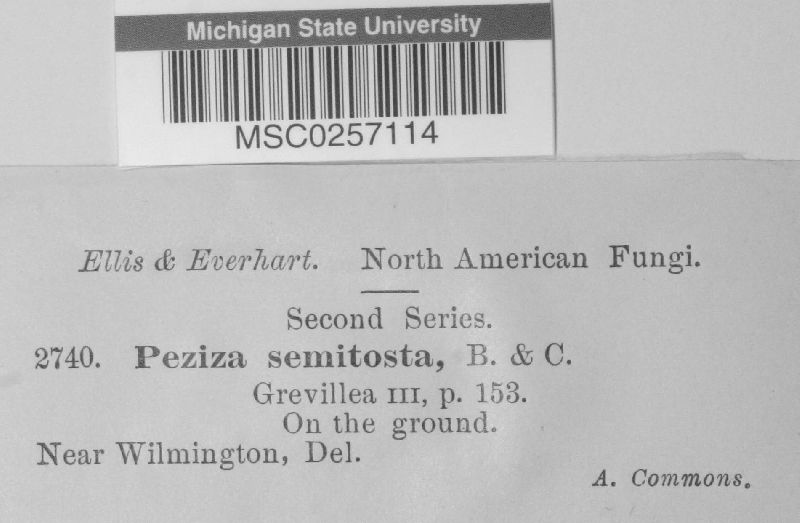 Michigan State University
MSC0257114
Ellis & Everhart. North American Fungi.
Second Series.
2740. Peziza semitosta, B. & C.
Grevillea III, p. 153.
On the ground.
Near Wilmington, Del.
A. Commons.